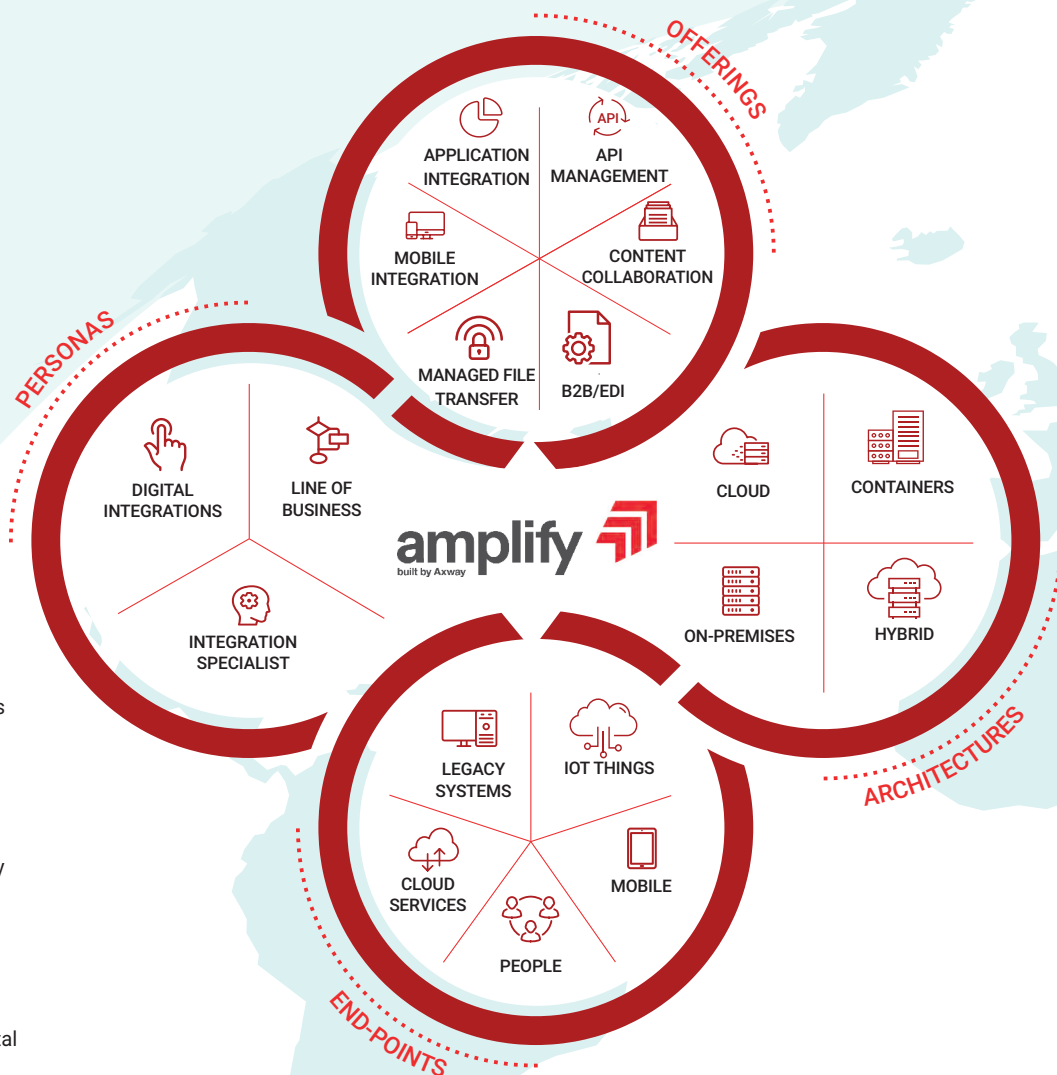 OFFERINGS
API
APPLICATION
INTEGRATION
API
MANAGEMENT
MOBILE
INTEGRATION
CONTENT
COLLABORATION
MANAGED FILE
TRANSFER
B2B/EDI
PERSONAS
DIGITAL
INTEGRATIONS
LINE OF
BUSINESS
INTEGRATION
SPECIALIST
amplify
built by Axway
CLOUD
CONTAINERS
ON-PREMISES
HYBRID
ARCHITECTURES
LEGACY
SYSTEMS
IOT THINGS
CLOUD
SERVICES
MOBILE
PEOPLE
END-POINTS